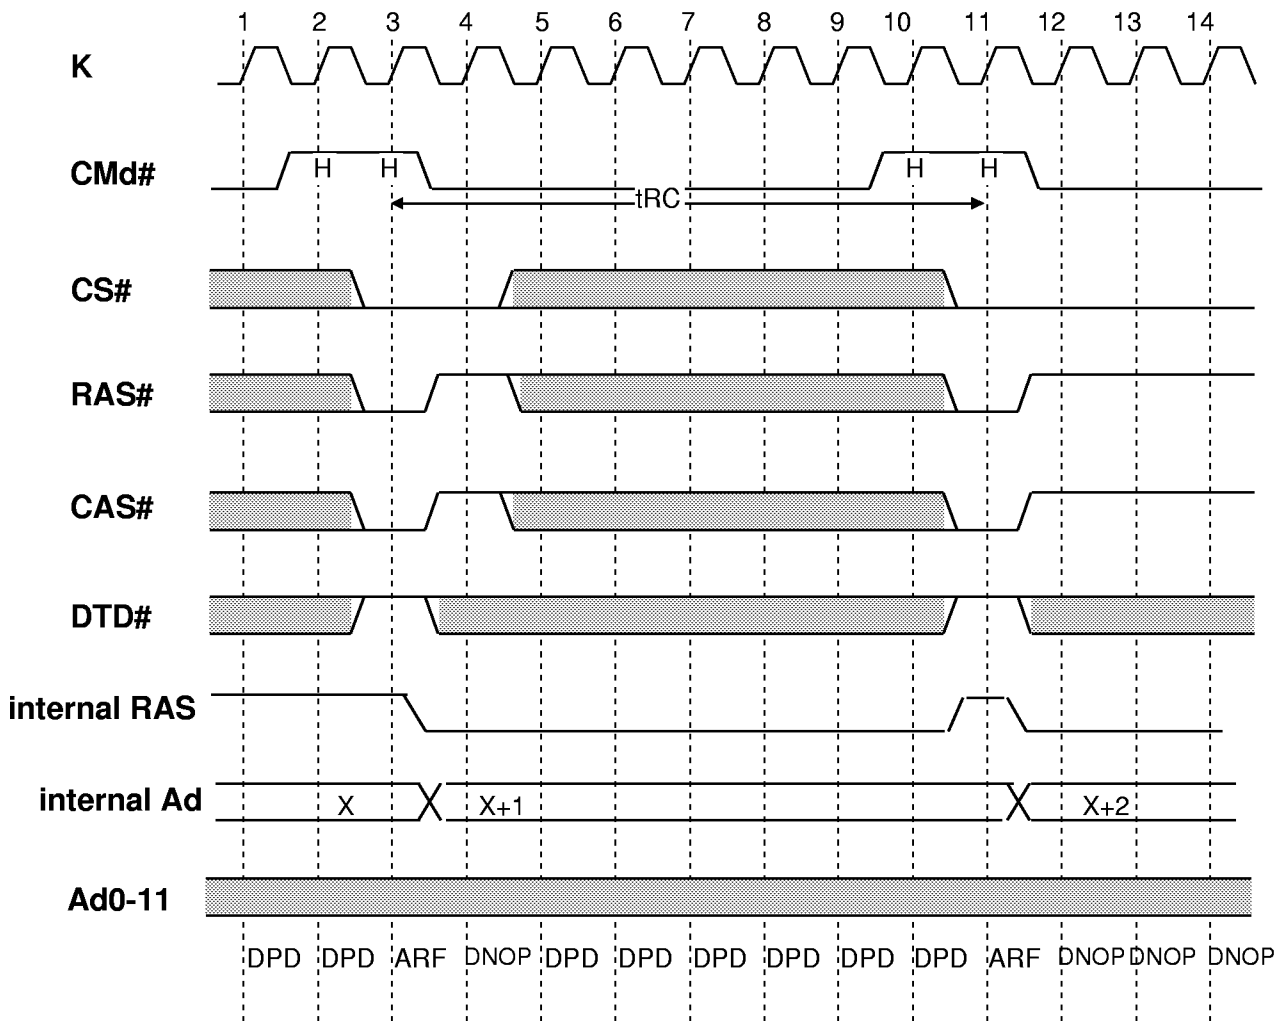 1 2 3 4 5 6 7 8 9 10 11 12 13 14
K
CMd# H H H H
tRC
CS#
RAS#
CAS#
DTD#
internal RAS
internal Ad X X+1 X+2
Ad0-11
DPD DPD ARF DNOP DPD DPD DPD DPD DPD DPD ARF DNOP DNOP DNOP